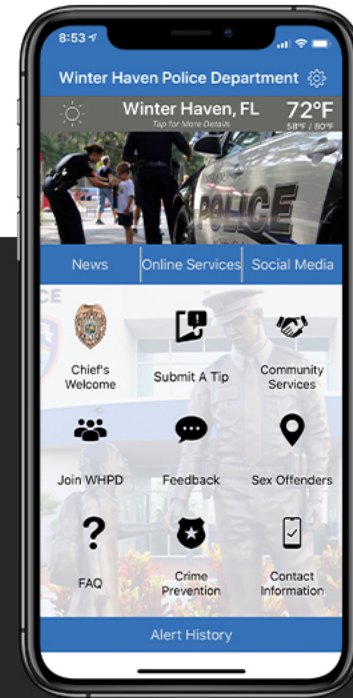 8:53
Winter Haven Police Department
Winter Haven, FL 72°F
Tap for More Details 58°F / 80°F
POLICE
News Online Services Social Media
CE
Chief's
Welcome
Submit A Tip
Community
Services
Join WHPD
Feedback
Sex Offenders
FAQ
Crime
Prevention
Contact
Information
Alert History